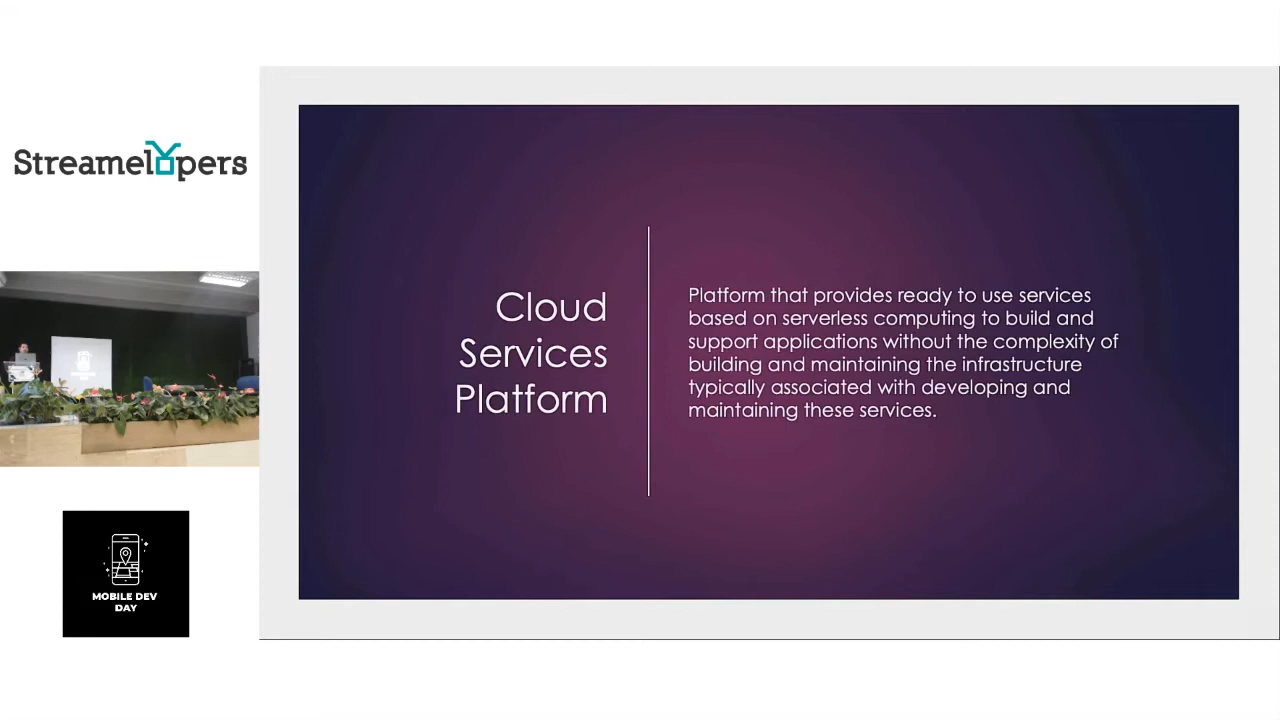 Streamelopers
MOBILE DEV
DAY
Cloud
Services
Platform
Platform that provides ready to use services
based on serverless computing to build and
support applications without the complexity of
building and maintaining the infrastructure
typically associated with developing and
maintaining these services.